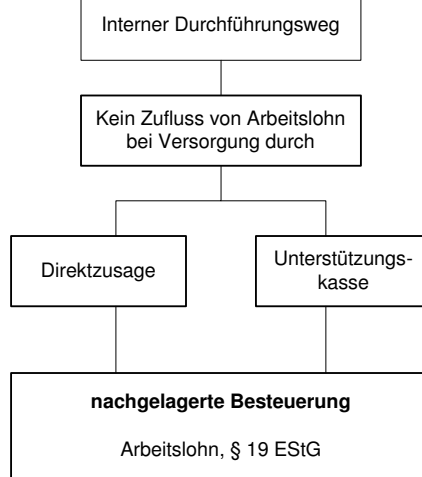 Interner Durchführungsweg
Kein Zufluss von Arbeitslohn
bei Versorgung durch
Direktzusage
Unterstützungs-
kasse
nachgelagerte Besteuerung
Arbeitslohn, § 19 EStG